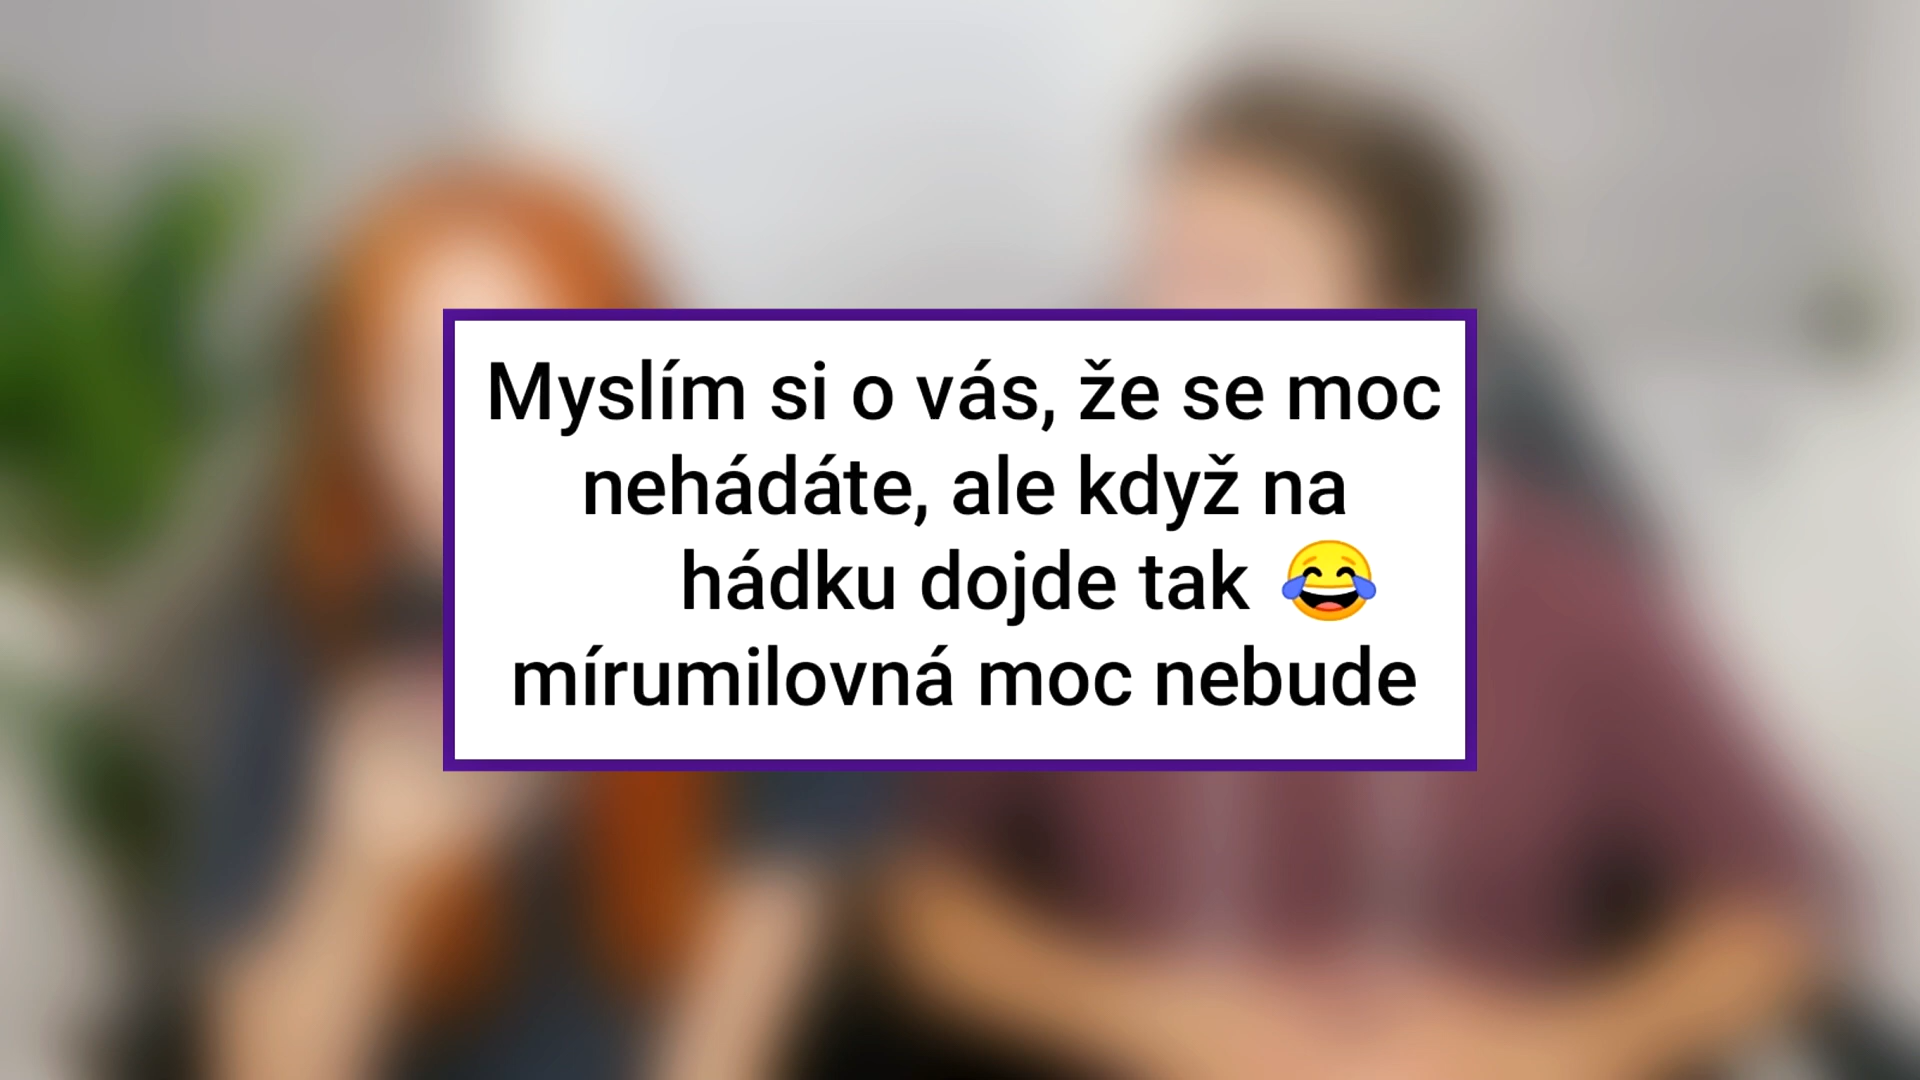 Myslím si o vás, že se moc
nehádáte, ale když na
hádku dojde tak 😂
mírumilovná moc nebude